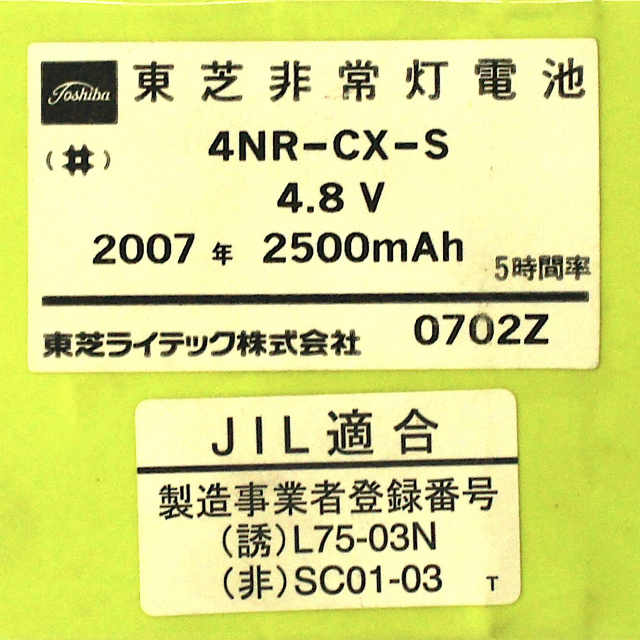 Toshiba 東芝非常灯電池
(井) 4NR-CX-S
4.8 V
2007 年 2500mAh 5時間率
東芝ライテック株式会社 0702Z
JIL適合
製造事業者登録番号
(誘)L75-03N
(非)SC01-03 T